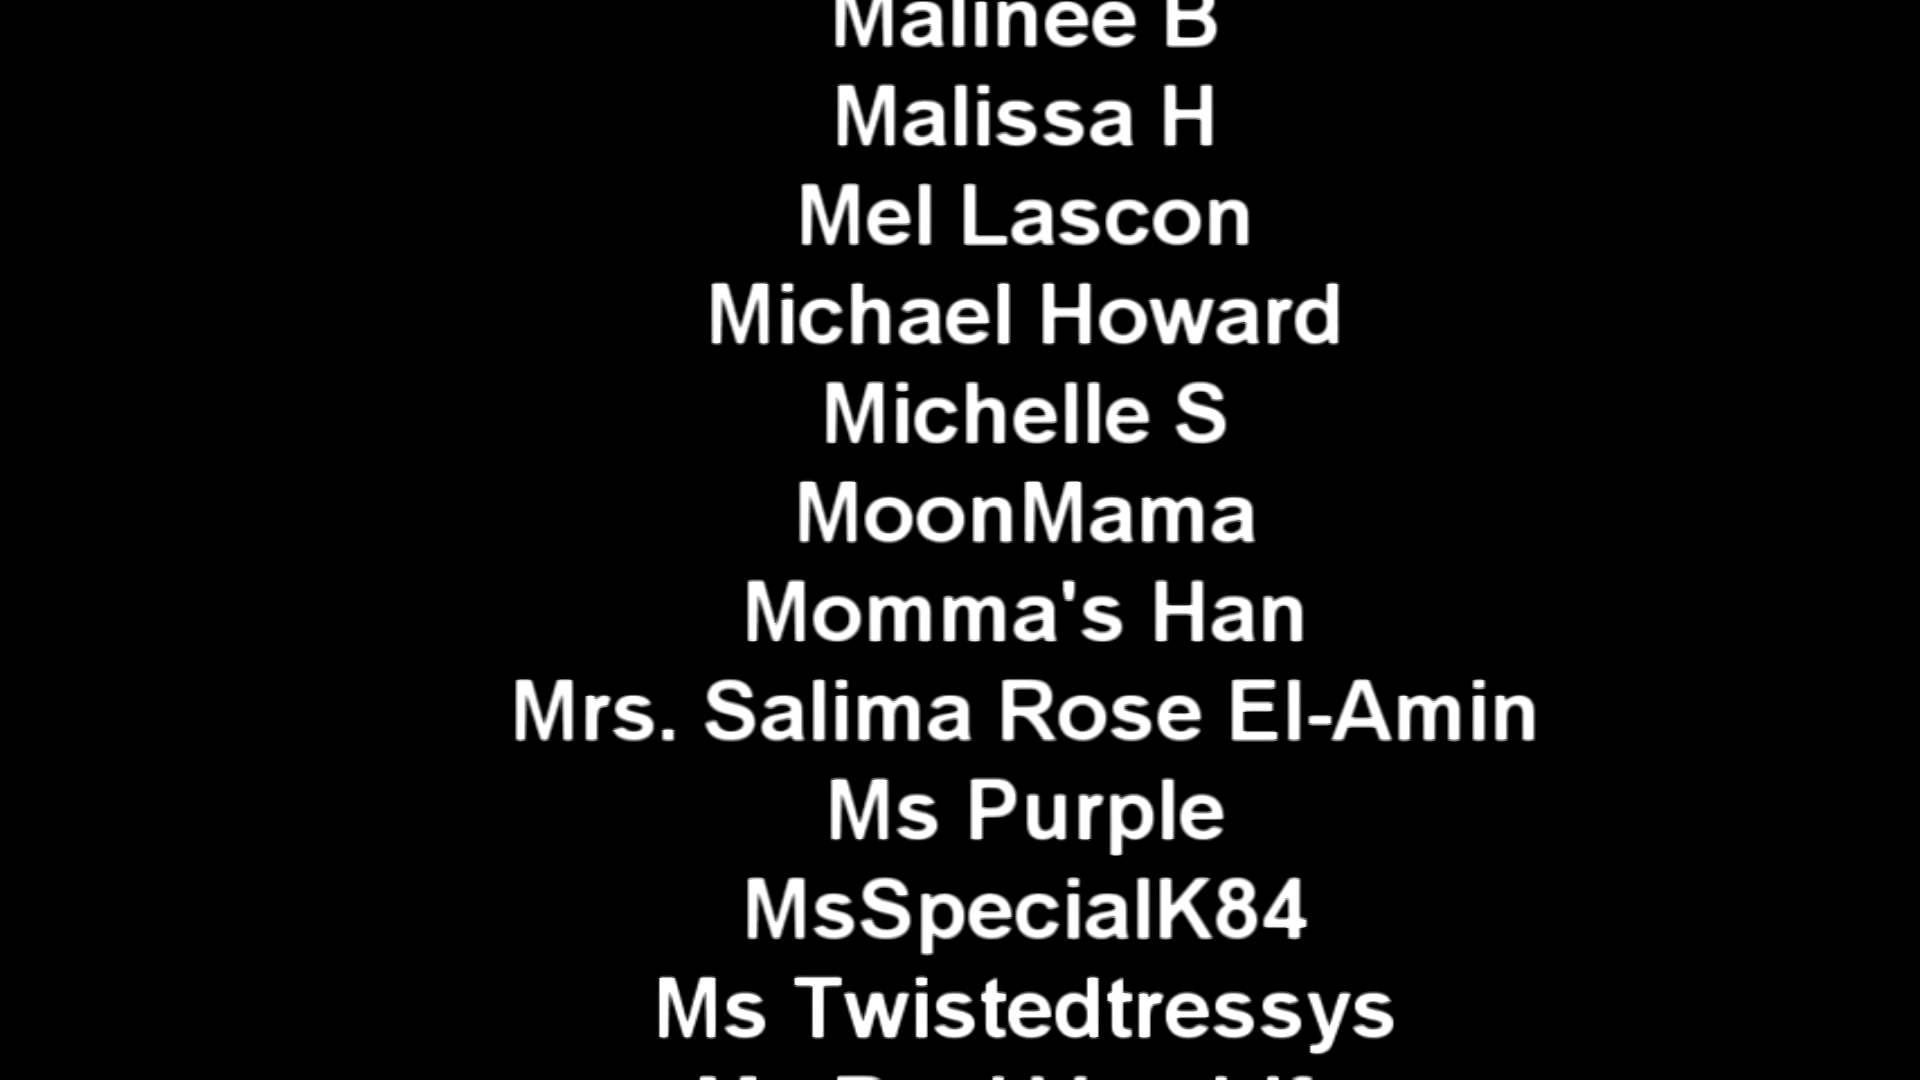 Malinee B
Malissa H
Mel Lascon
Michael Howard
Michelle S
MoonMama
Momma's Han
Mrs. Salima Rose El-Amin
Ms Purple
MsSpecialK84
Ms Twistedtressys